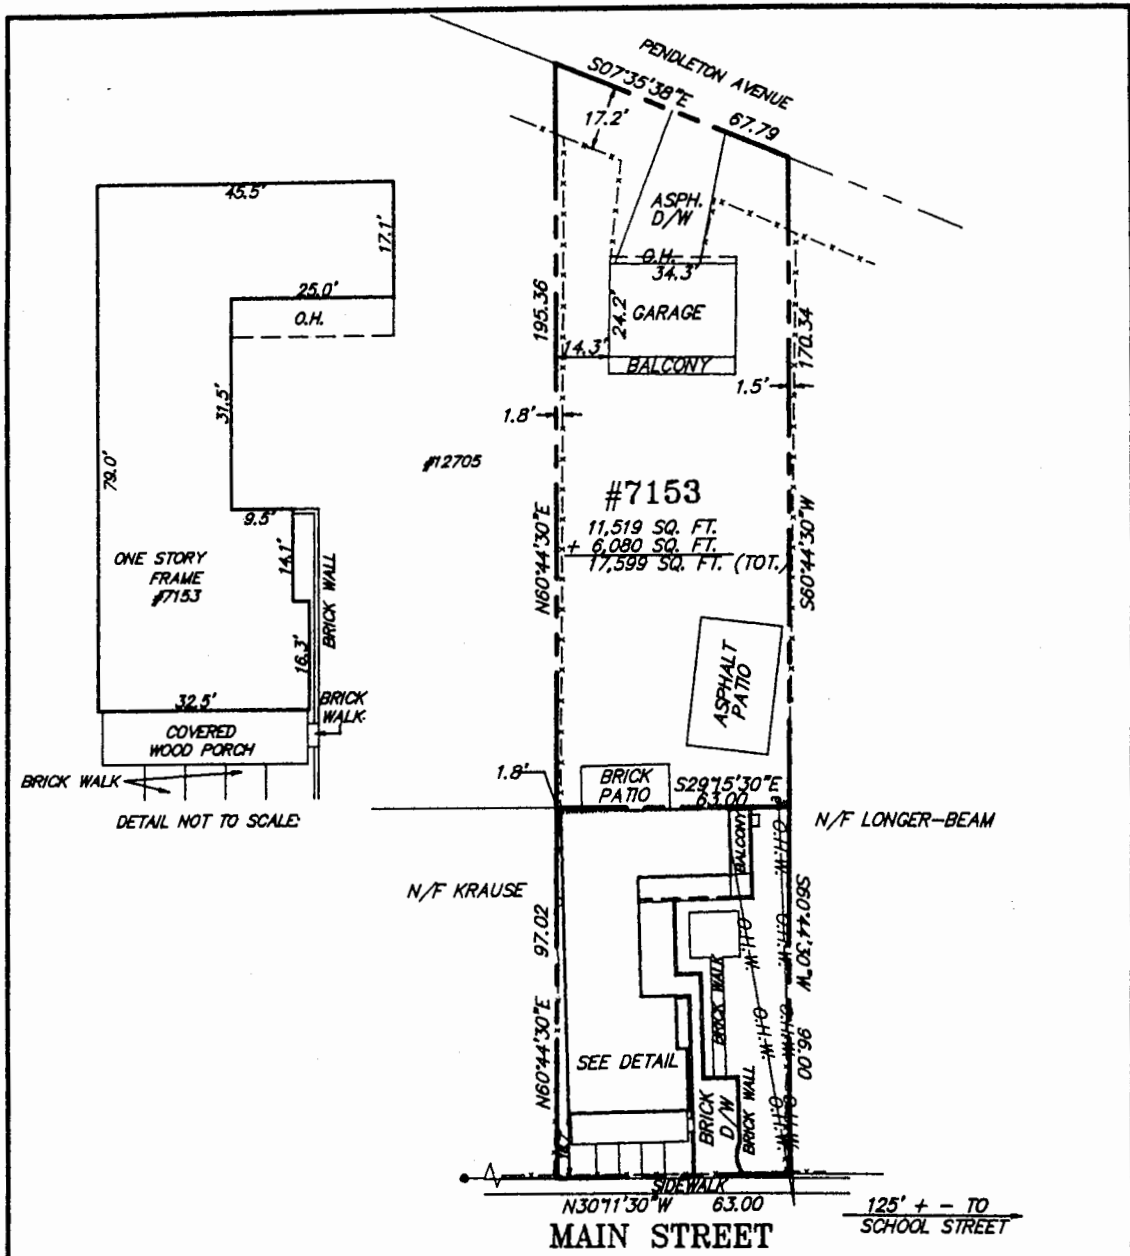 PENDLETON AVENUE
S07°35'38"E
67.79
17.2'
45.5'
17.1'
25.0'
O.H.
31.5'
79.0'
9.5'
14.1'
16.3'
ONE STORY
FRAME
#7153
BRICK WALL
32.5'
BRICK
WALK
COVERED
WOOD PORCH
BRICK WALK
DETAIL NOT TO SCALE
#12705
ASPH.
D/W
O.H.
34.3'
24.2'
GARAGE
14.3'
BALCONY
195.36
170.34
1.5'
1.8'
#7153
11,519 SQ. FT.
+ 6,080 SQ. FT.
17,599 SQ. FT. (TOT.)
N60°44'30"E
S60°44'30"W
ASPHALT
PATIO
1.8'
BRICK
PATIO
S29°15'30"E
63.00
N/F LONGER-BEAM
N/F KRAUSE
BALCONY
O.H.W.
O.H.W.
O.H.W.
O.H.W.
O.H.W.
O.H.W.
97.02
N60°44'30"E
S60°44'30"W
96.00
BRICK WALK
SEE DETAIL
BRICK
D/W
BRICK WALL
SIDEWALK
N30°11'30"W
63.00
MAIN STREET
125' + - TO
SCHOOL STREET